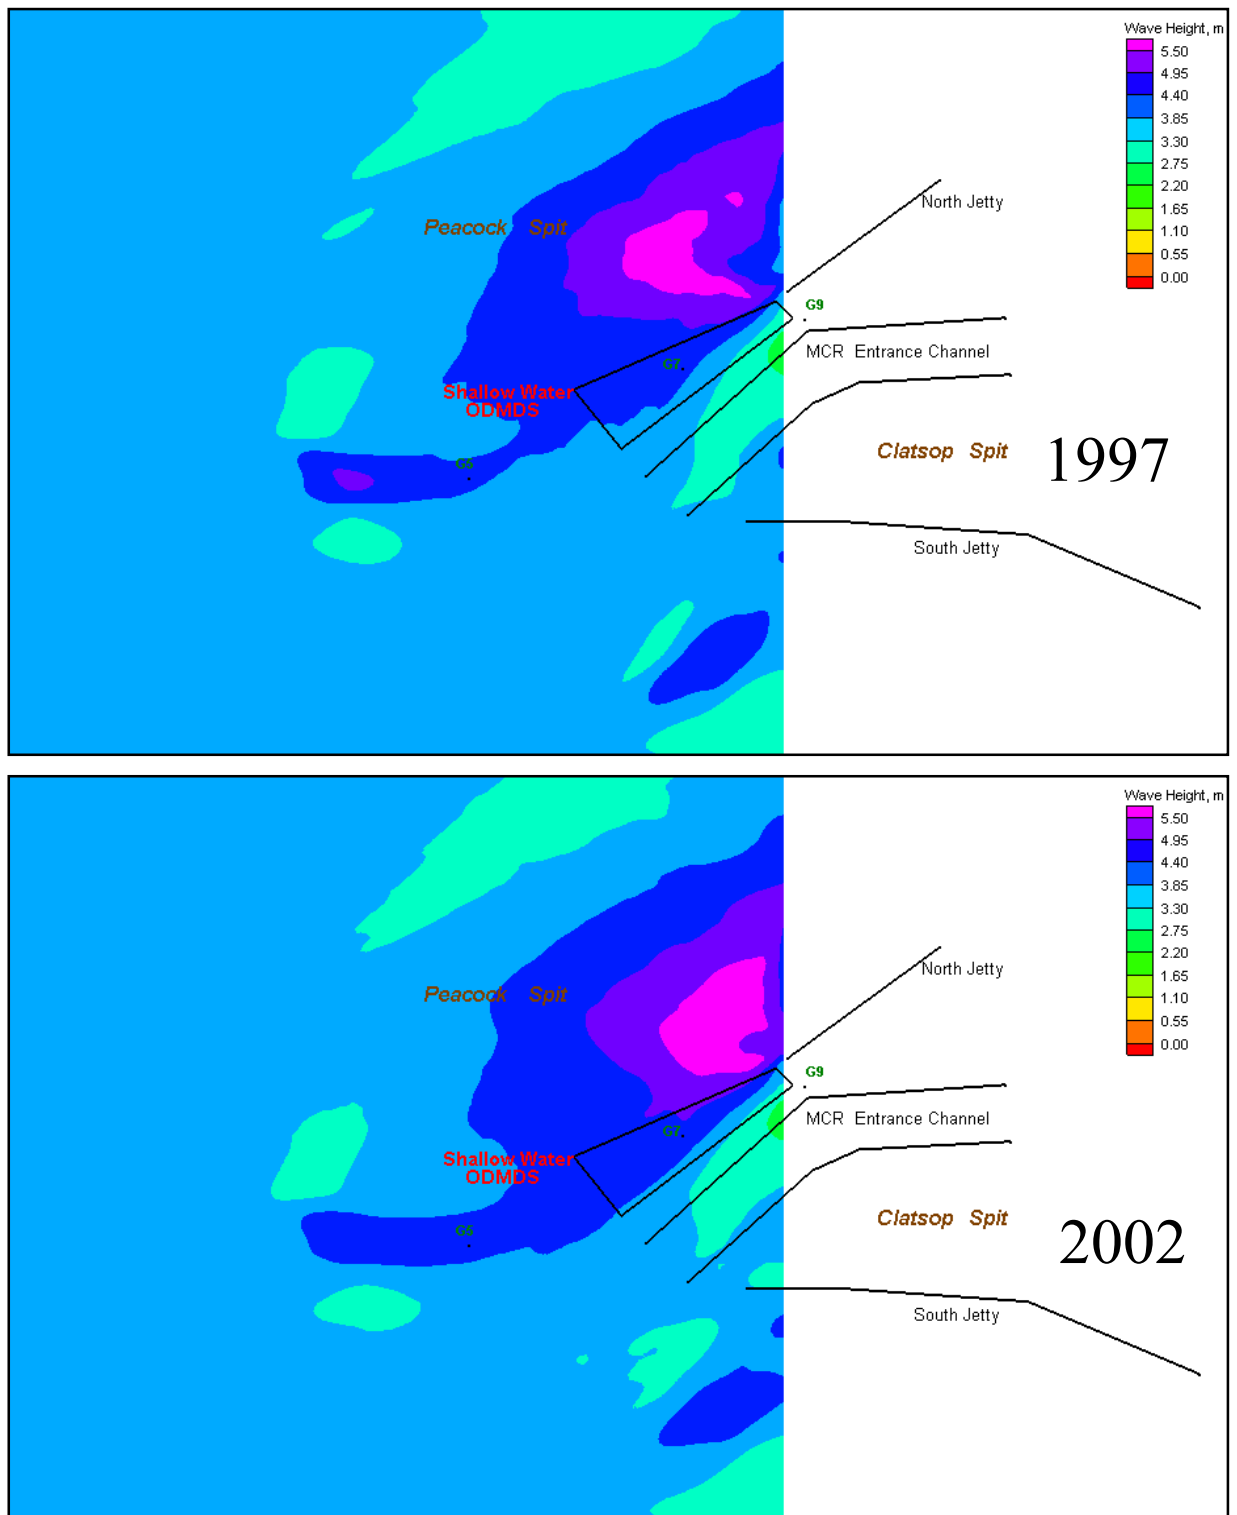 Wave Height, m
5.50
4.95
4.40
3.85
3.30
2.75
2.20
1.65
1.10
0.55
0.00
North Jetty
Peacock Spit
G9
MCR Entrance Channel
G7
Shallow Water
ODMDS
Clatsop Spit
1997
G5
South Jetty
Wave Height, m
5.50
4.95
4.40
3.85
3.30
2.75
2.20
1.65
1.10
0.55
0.00
North Jetty
Peacock Spit
G9
MCR Entrance Channel
G7
Shallow Water
ODMDS
Clatsop Spit
2002
G5
South Jetty